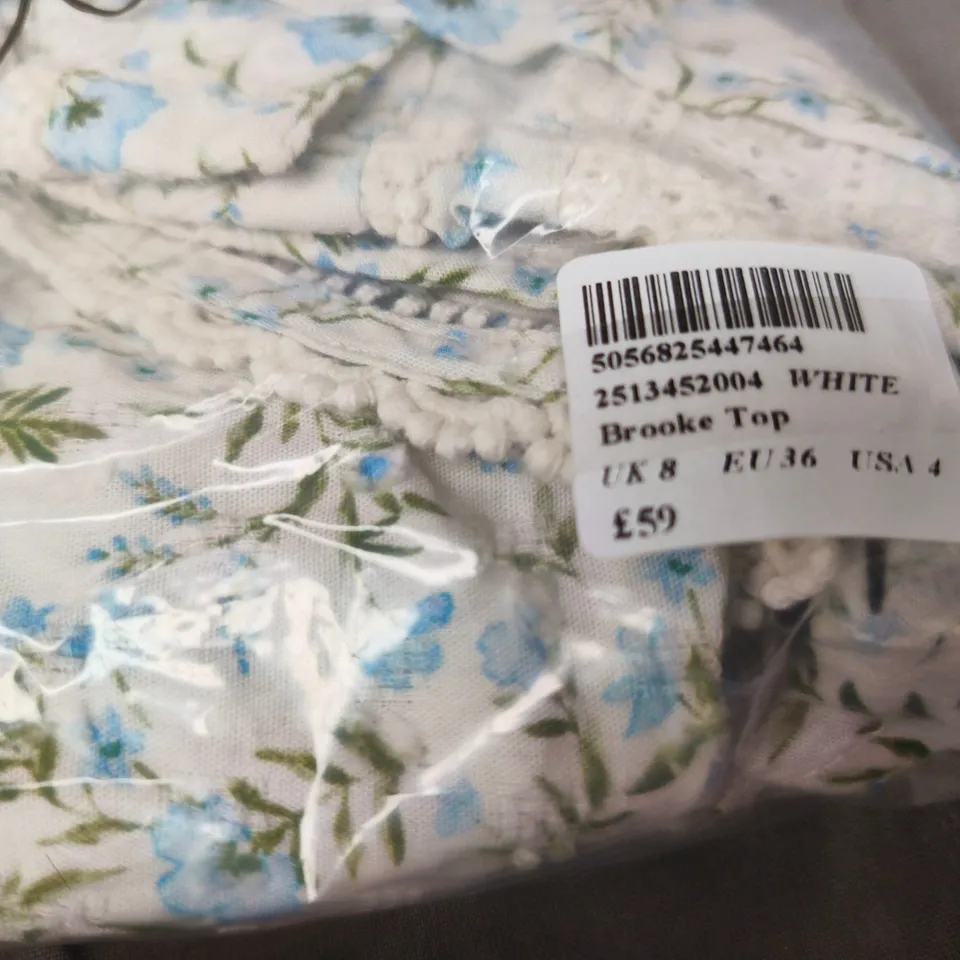 5056825447464
2513452004 WHITE
Brooke Top
UK 8 EU 36 USA 4
£59